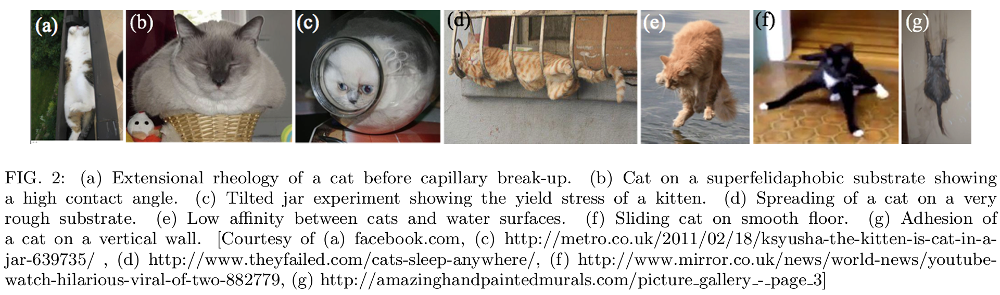 (a) (b) (c) (d) (e) (f) (g)
FIG. 2: (a) Extensional rheology of a cat before capillary break-up. (b) Cat on a superfelidaphobic substrate showing
a high contact angle. (c) Tilted jar experiment showing the yield stress of a kitten. (d) Spreading of a cat on a very
rough substrate. (e) Low affinity between cats and water surfaces. (f) Sliding cat on smooth floor. (g) Adhesion of
a cat on a vertical wall. [Courtesy of (a) facebook.com, (c) http://metro.co.uk/2011/02/18/ksyusha-the-kitten-is-cat-in-a-
jar-639735/ , (d) http://www.theyfailed.com/cats-sleep-anywhere/, (f) http://www.mirror.co.uk/news/world-news/youtube-
watch-hilarious-viral-of-two-882779, (g) http://amazinghandpaintedmurals.com/picture_gallery_-_page_3]